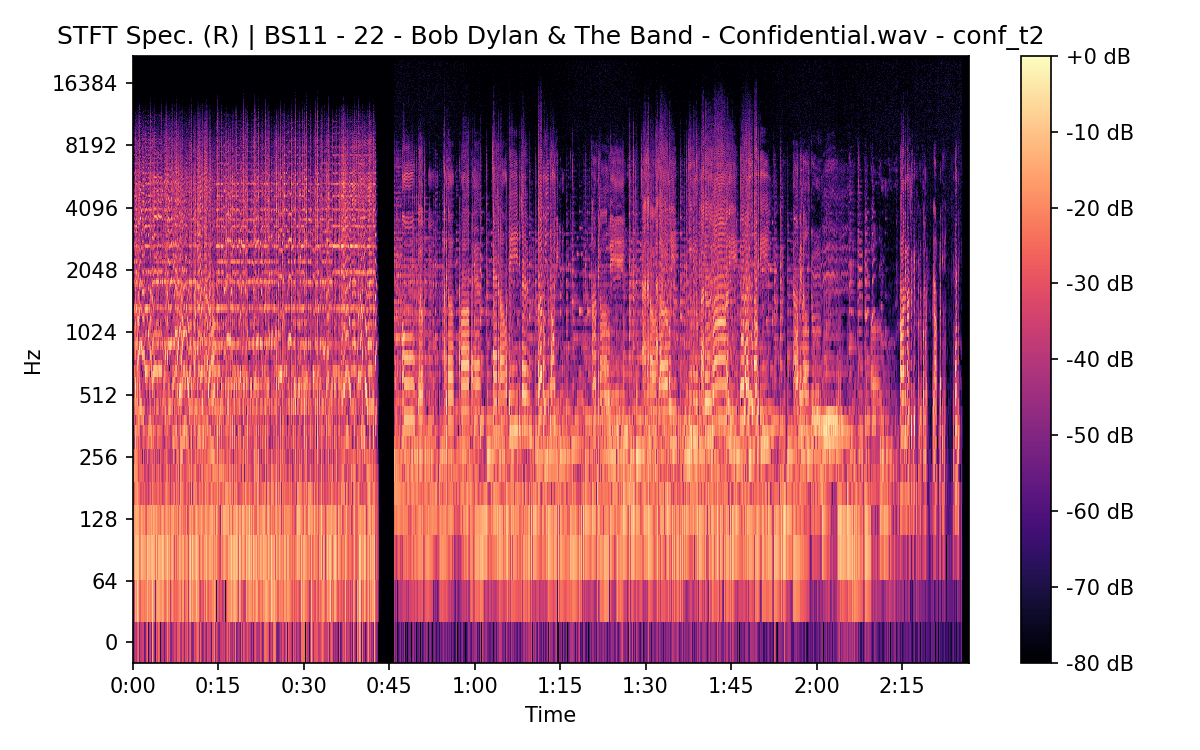 STFT Spec. (R) | BS11 - 22 - Bob Dylan & The Band - Confidential.wav - conf_t2
+0 dB
-10 dB
-20 dB
-30 dB
-40 dB
-50 dB
-60 dB
-70 dB
-80 dB
Hz
16384
8192
4096
2048
1024
512
256
128
64
0
0:00 0:15 0:30 0:45 1:00 1:15 1:30 1:45 2:00 2:15
Time